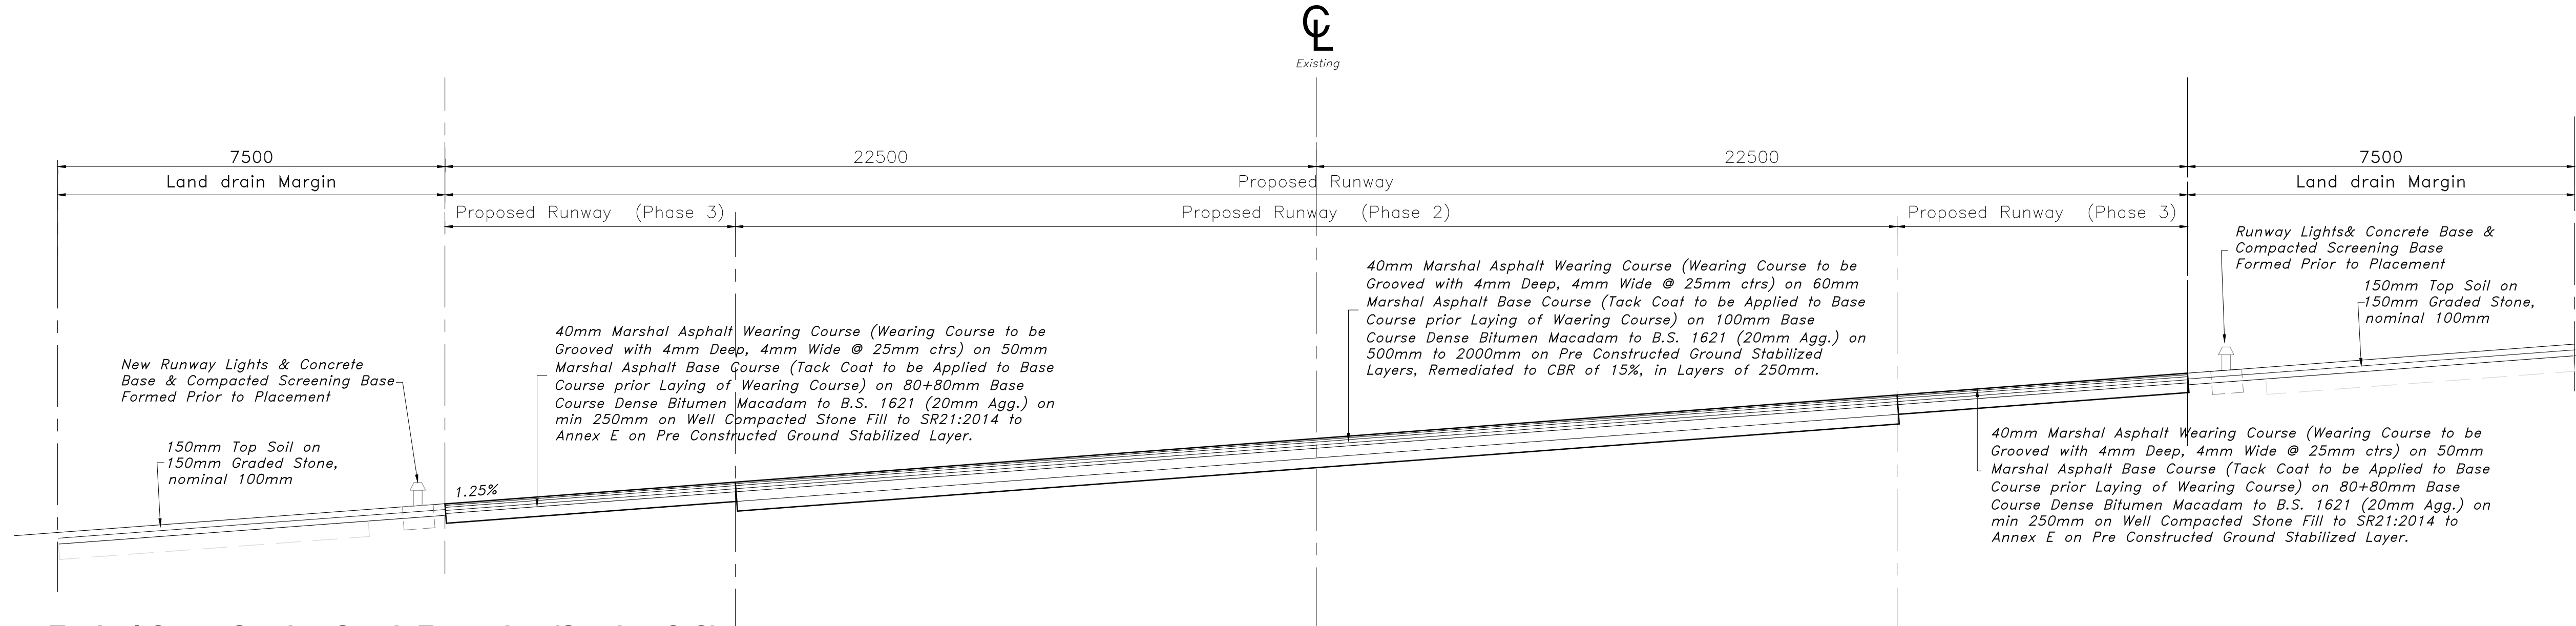 CL
Existing
7500
22500
22500
7500
Land drain Margin
Proposed Runway
Land drain Margin
Proposed Runway (Phase 3)
Proposed Runway (Phase 2)
Proposed Runway (Phase 3)
New Runway Lights & Concrete
Base & Compacted Screening Base
Formed Prior to Placement
150mm Top Soil on
150mm Graded Stone,
nominal 100mm
1.25%
40mm Marshal Asphalt Wearing Course (Wearing Course to be
Grooved with 4mm Deep, 4mm Wide @ 25mm ctrs) on 50mm
Marshal Asphalt Base Course (Tack Coat to be Applied to Base
Course prior Laying of Wearing Course) on 80+80mm Base
Course Dense Bitumen Macadam to B.S. 1621 (20mm Agg.) on
min 250mm on Well Compacted Stone Fill to SR21:2014 to
Annex E on Pre Constructed Ground Stabilized Layer.
40mm Marshal Asphalt Wearing Course (Wearing Course to be
Grooved with 4mm Deep, 4mm Wide @ 25mm ctrs) on 60mm
Marshal Asphalt Base Course (Tack Coat to be Applied to Base
Course prior Laying of Waering Course) on 100mm Base
Course Dense Bitumen Macadam to B.S. 1621 (20mm Agg.) on
500mm to 2000mm on Pre Constructed Ground Stabilized
Layers, Remediated to CBR of 15%, in Layers of 250mm.
Runway Lights& Concrete Base &
Compacted Screening Base
Formed Prior to Placement
150mm Top Soil on
150mm Graded Stone,
nominal 100mm
40mm Marshal Asphalt Wearing Course (Wearing Course to be
Grooved with 4mm Deep, 4mm Wide @ 25mm ctrs) on 50mm
Marshal Asphalt Base Course (Tack Coat to be Applied to Base
Course prior Laying of Wearing Course) on 80+80mm Base
Course Dense Bitumen Macadam to B.S. 1621 (20mm Agg.) on
min 250mm on Well Compacted Stone Fill to SR21:2014 to
Annex E on Pre Constructed Ground Stabilized Layer.